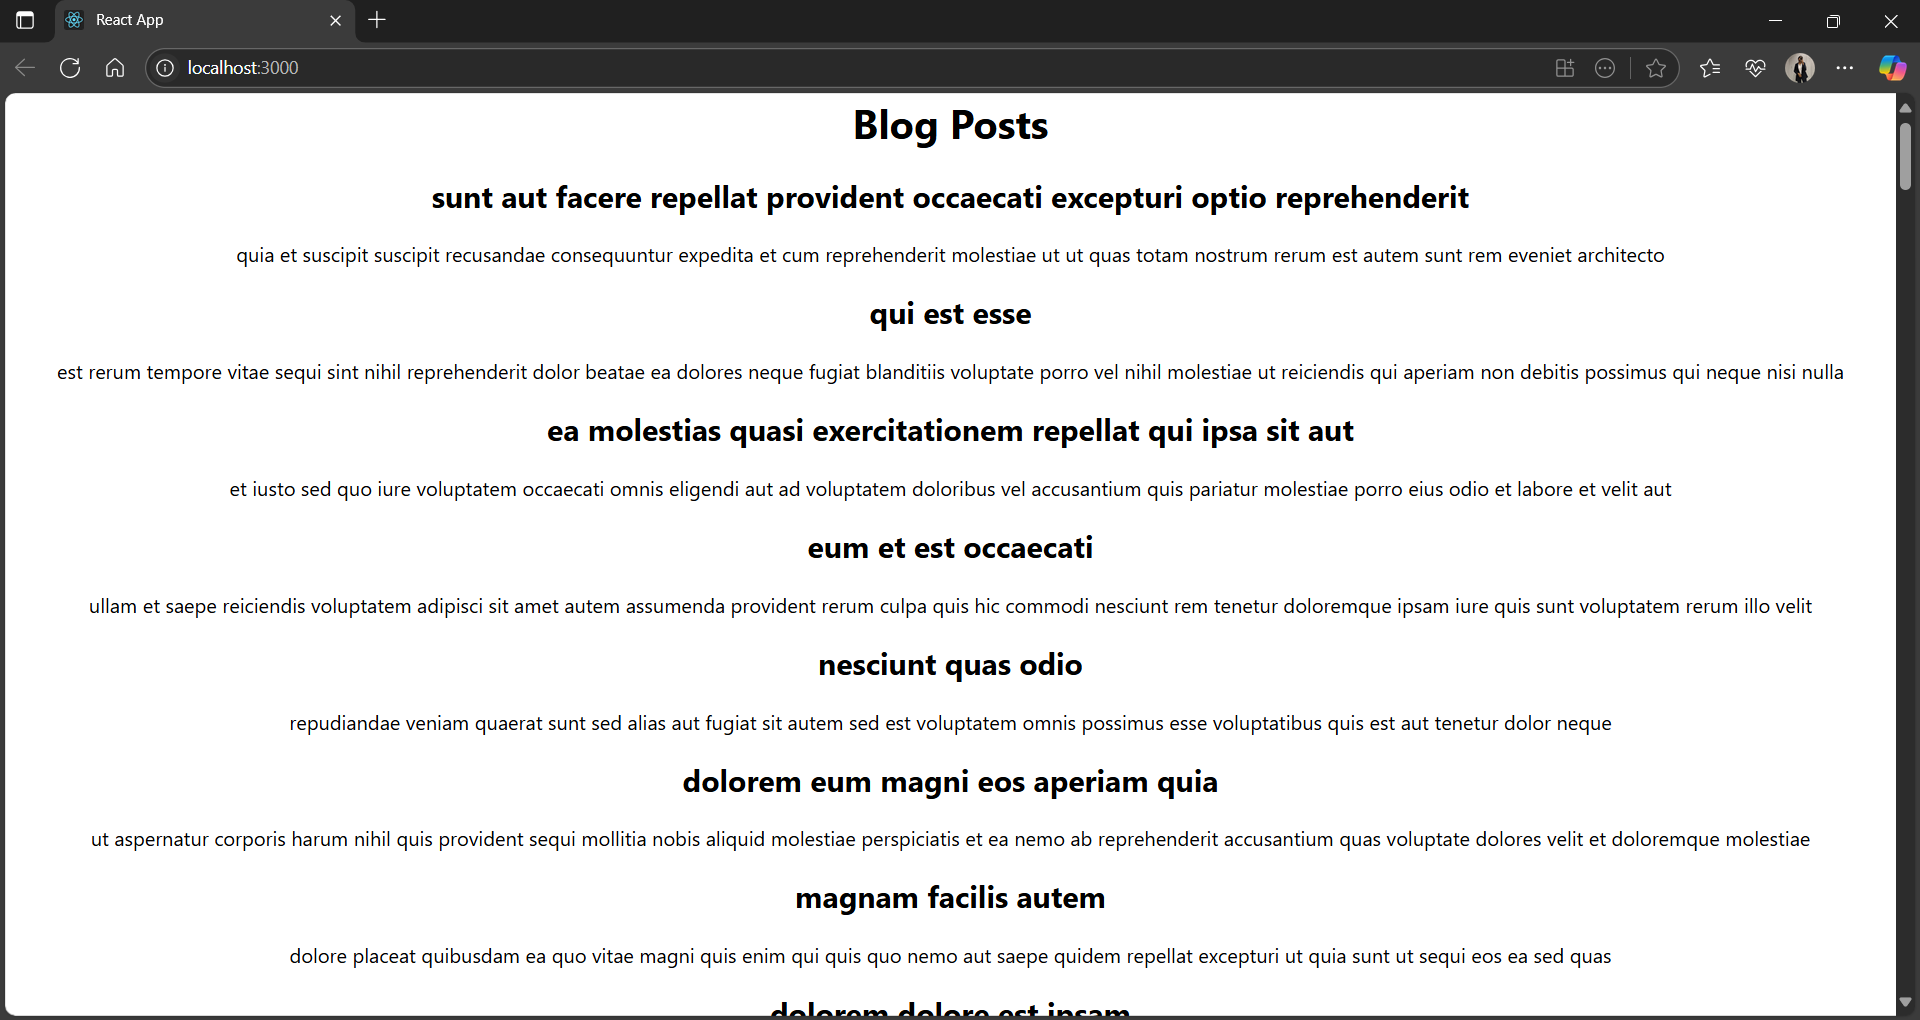 React App
localhost:3000
Blog Posts
sunt aut facere repellat provident occaecati excepturi optio reprehenderit
quia et suscipit suscipit recusandae consequuntur expedita et cum reprehenderit molestiae ut ut quas totam nostrum rerum est autem sunt rem eveniet architecto
qui est esse
est rerum tempore vitae sequi sint nihil reprehenderit dolor beatae ea dolores neque fugiat blanditiis voluptate porro vel nihil molestiae ut reiciendis qui aperiam non debitis possimus qui neque nisi nulla
ea molestias quasi exercitationem repellat qui ipsa sit aut
et iusto sed quo iure voluptatem occaecati omnis eligendi aut ad voluptatem doloribus vel accusantium quis pariatur molestiae porro eius odio et labore et velit aut
eum et est occaecati
ullam et saepe reiciendis voluptatem adipisci sit amet autem assumenda provident rerum culpa quis hic commodi nesciunt rem tenetur doloremque ipsam iure quis sunt voluptatem rerum illo velit
nesciunt quas odio
repudiandae veniam quaerat sunt sed alias aut fugiat sit autem sed est voluptatem omnis possimus esse voluptatibus quis est aut tenetur dolor neque
dolorem eum magni eos aperiam quia
ut aspernatur corporis harum nihil quis provident sequi mollitia nobis aliquid molestiae perspiciatis et ea nemo ab reprehenderit accusantium quas voluptate dolores velit et doloremque molestiae
magnam facilis autem
dolore placeat quibusdam ea quo vitae magni quis enim qui quis quo nemo aut saepe quidem repellat excepturi ut quia sunt ut sequi eos ea sed quas
dolorem dolore est ipsam